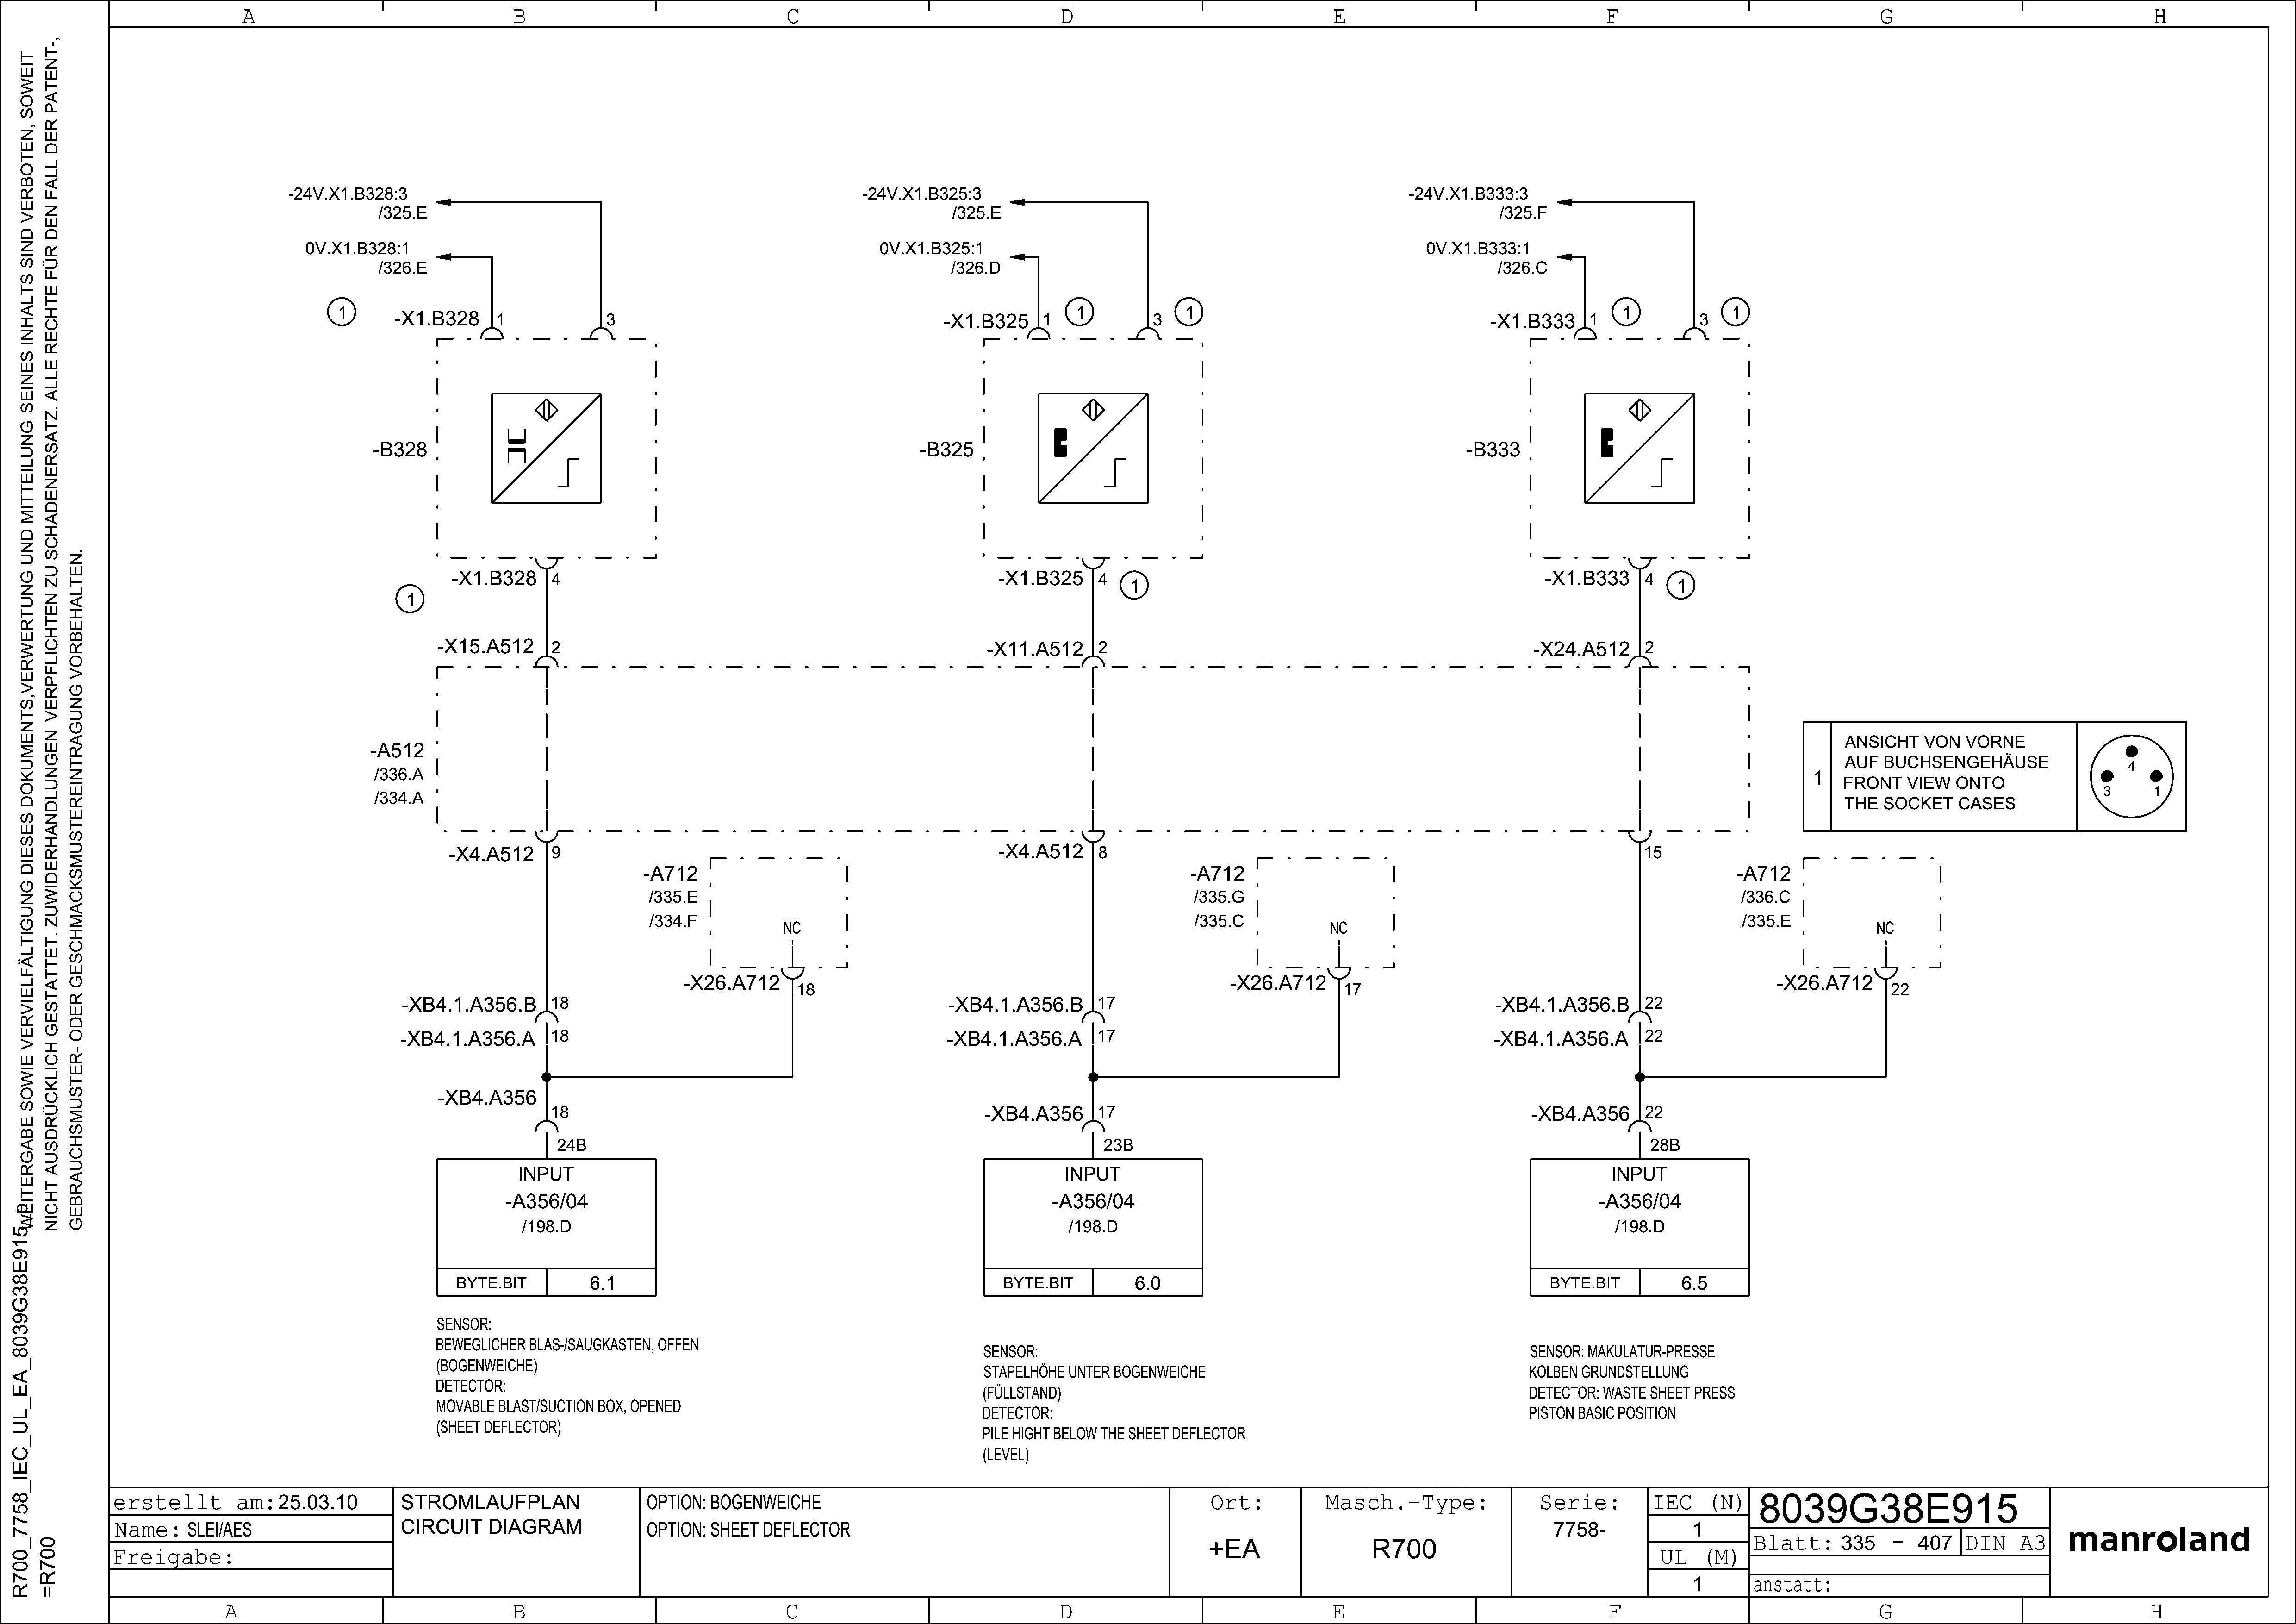 A B C D E F G H
WEITERGABE SOWIE VERVIELFÄLTIGUNG DIESES DOKUMENTS,VERWERTUNG UND MITTEILUNG SEINES INHALTS SIND VERBOTEN, SOWEIT
NICHT AUSDRÜCKLICH GESTATTET. ZUWIDERHANDLUNGEN VERPFLICHTEN ZU SCHADENERSATZ. ALLE RECHTE FÜR DEN FALL DER PATENT-,
GEBRAUCHSMUSTER- ODER GESCHMACKSMUSTEREINTRAGUNG VORBEHALTEN.
=R700
-24V.X1.B328:3
/325.E
0V.X1.B328:1
/326.E
1
-X1.B328 1 3
-B328
-X1.B328 4
1
-X15.A512 2
-24V.X1.B325:3
/325.E
0V.X1.B325:1
/326.D
-X1.B325 1 1 3 1
-B325
-X1.B325 4 1
-X11.A512 2
-24V.X1.B333:3
/325.F
0V.X1.B333:1
/326.C
-X1.B333 1 1 3 1
-B333
-X1.B333 4 1
-X24.A512 2
-A512
/336.A
/334.A
1
ANSICHT VON VORNE
AUF BUCHSENGEHÄUSE
FRONT VIEW ONTO
THE SOCKET CASES
4
3 1
-X4.A512 9
-A712
/335.E
/334.F
NC
-X26.A712 18
-XB4.1.A356.B 18
-XB4.1.A356.A 18
-XB4.A356
18
24B
INPUT
-A356/04
/198.D
BYTE.BIT 6.1
SENSOR:
BEWEGLICHER BLAS-/SAUGKASTEN, OFFEN
(BOGENWEICHE)
DETECTOR:
MOVABLE BLAST/SUCTION BOX, OPENED
(SHEET DEFLECTOR)
-X4.A512 8
-A712
/335.G
/335.C
NC
-X26.A712 17
-XB4.1.A356.B 17
-XB4.1.A356.A 17
-XB4.A356 17
23B
INPUT
-A356/04
/198.D
BYTE.BIT 6.0
SENSOR:
STAPELHÖHE UNTER BOGENWEICHE
(FÜLLSTAND)
DETECTOR:
PILE HIGHT BELOW THE SHEET DEFLECTOR
(LEVEL)
15
-A712
/336.C
/335.E
NC
-X26.A712 22
-XB4.1.A356.B 22
-XB4.1.A356.A 22
-XB4.A356 22
28B
INPUT
-A356/04
/198.D
BYTE.BIT 6.5
SENSOR: MAKULATUR-PRESSE
KOLBEN GRUNDSTELLUNG
DETECTOR: WASTE SHEET PRESS
PISTON BASIC POSITION
erstellt am: 25.03.10
Name: SLEI/AES
Freigabe:
STROMLAUFPLAN
CIRCUIT DIAGRAM
OPTION: BOGENWEICHE
OPTION: SHEET DEFLECTOR
Ort:
+EA
Masch.-Type:
R700
Serie:
7758-
IEC (N)
1
UL (M)
1
8039G38E915
Blatt: 335 - 407 DIN A3
anstatt:
manroland
A B C D E F G H